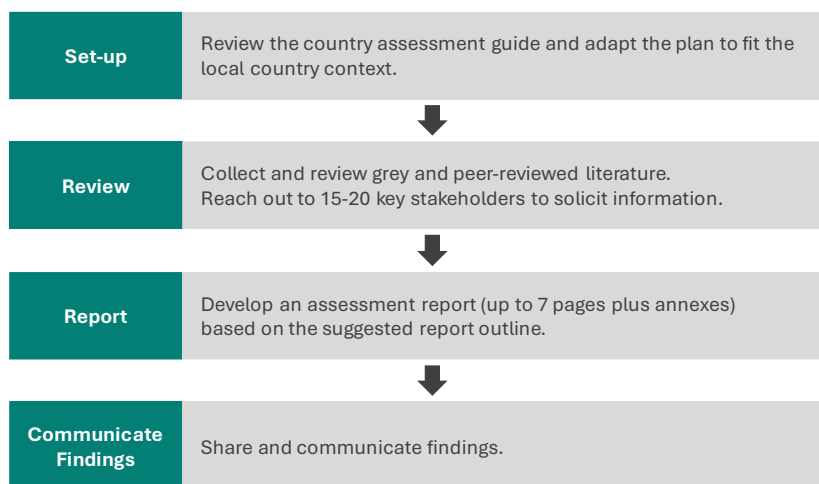 Set-up
Review the country assessment guide and adapt the plan to fit the
local country context.
Review
Collect and review grey and peer-reviewed literature.
Reach out to 15-20 key stakeholders to solicit information.
Report
Develop an assessment report (up to 7 pages plus annexes)
based on the suggested report outline.
Communicate
Findings
Share and communicate findings.